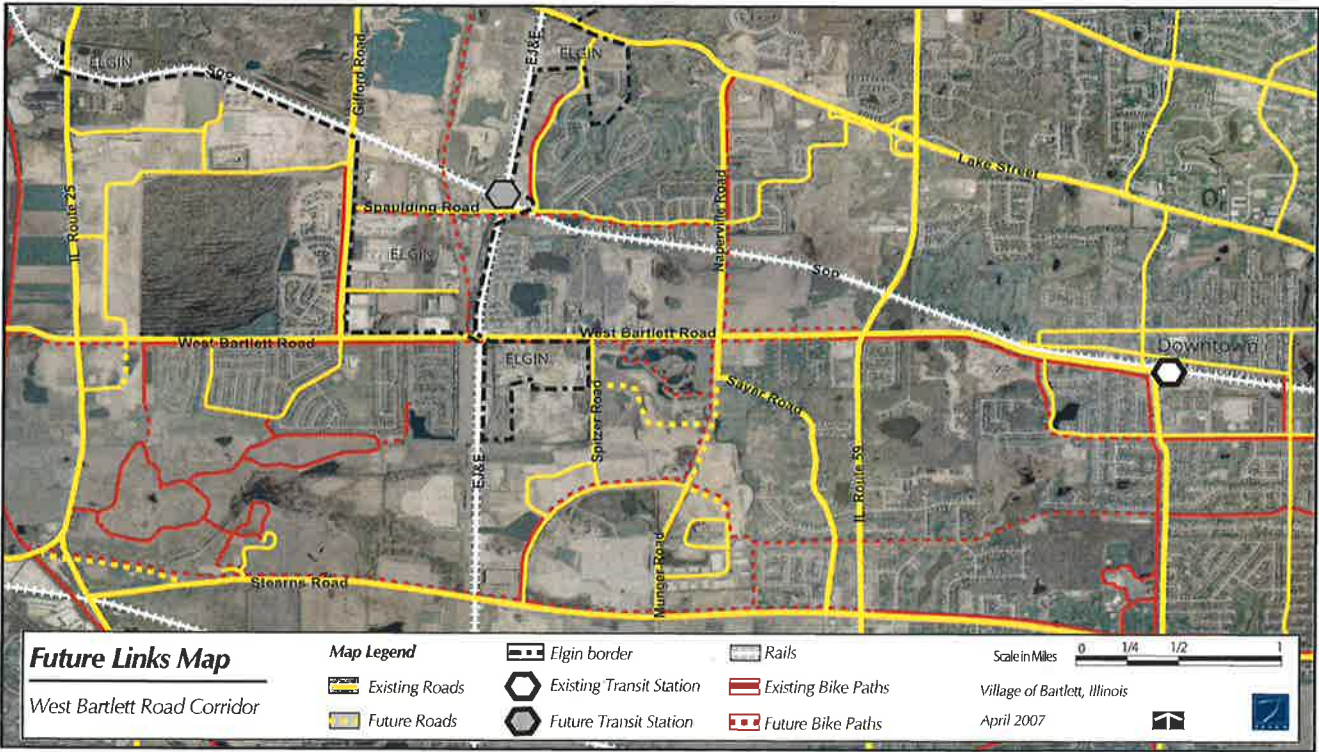 ELGIN
Soo
Gifford Road
EJ&E
ELGIN
IL Route 25
Spaulding Road
ELGIN
Naperville Road
Lake Street
Soo
West Bartlett Road
West Bartlett Road
ELGIN
Spitzer Road
Sayer Road
Downtown
EJ&E
IL Route 59
Munger Road
Stearns Road
Future Links Map
West Bartlett Road Corridor
Map Legend
Existing Roads
Future Roads
Elgin border
Existing Transit Station
Future Transit Station
Rails
Existing Bike Paths
Future Bike Paths
Scale in Miles
0 1/4 1/2 1
Village of Bartlett, Illinois
April 2007